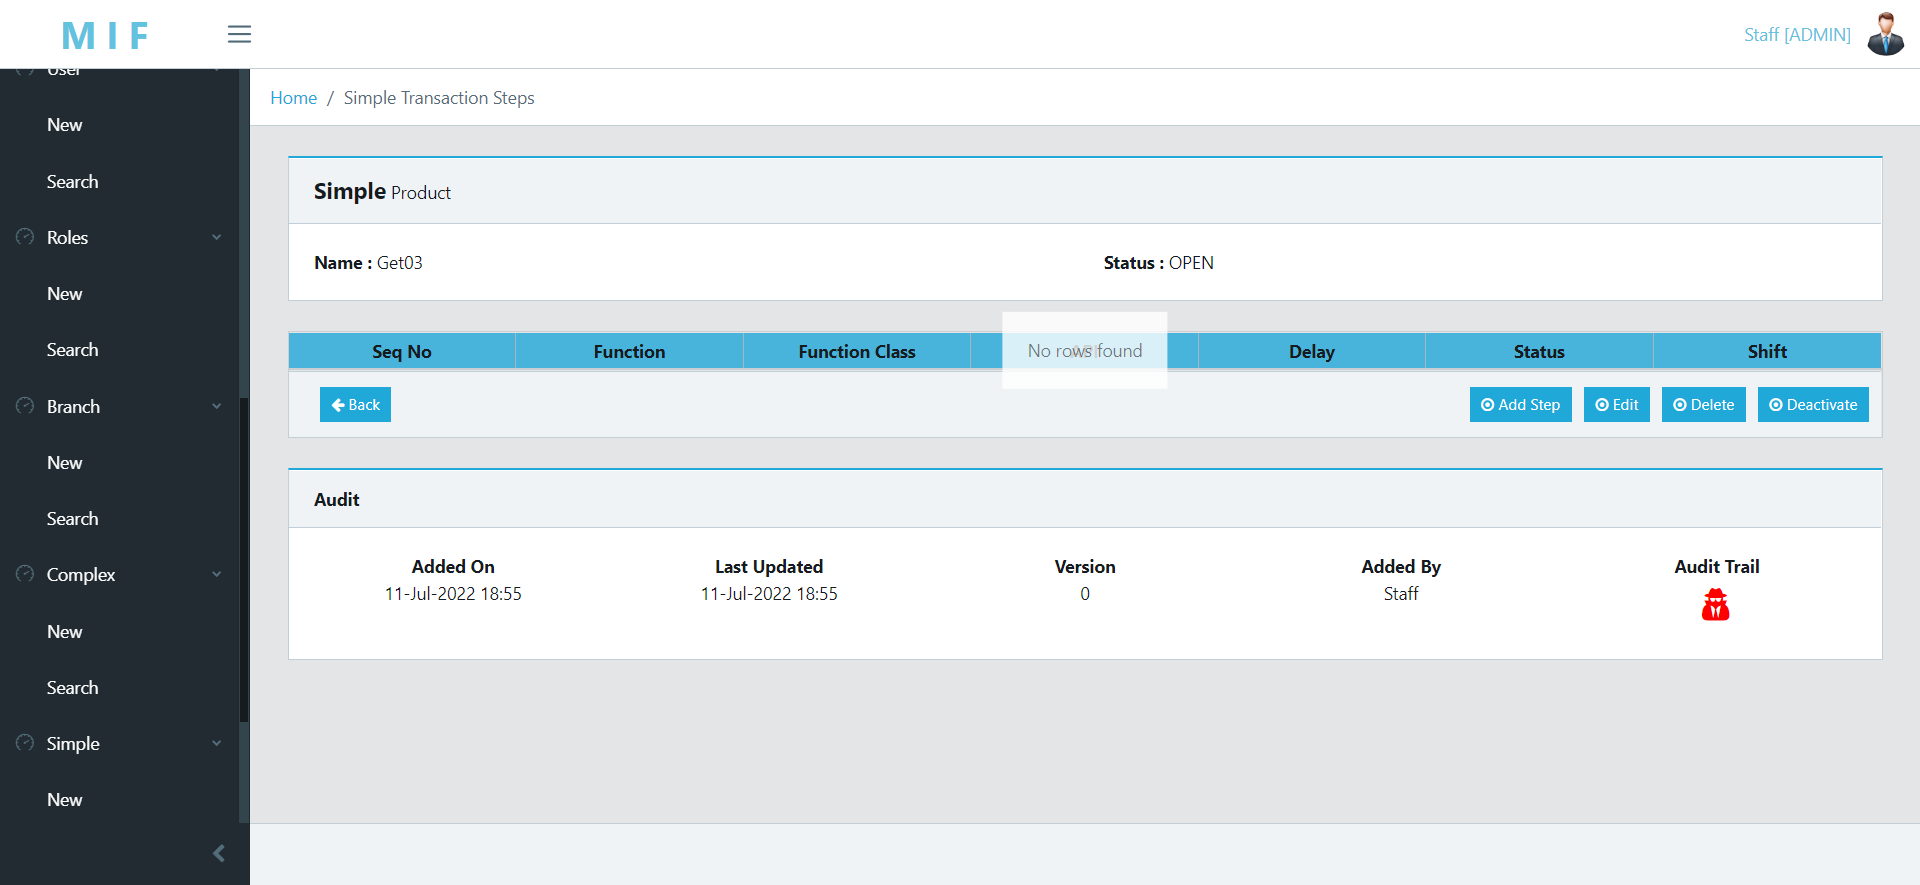 M I F
Staff [ADMIN]
User
New
Search
Roles
New
Search
Branch
New
Search
Complex
New
Search
Simple
New
Home / Simple Transaction Steps
Simple Product
Name : Get03
Status : OPEN
Seq No Function Function Class API Delay Status Shift
No rows found
Back
Add Step Edit Delete Deactivate
Audit
Added On Last Updated Version Added By Audit Trail
11-Jul-2022 18:55 11-Jul-2022 18:55 0 Staff